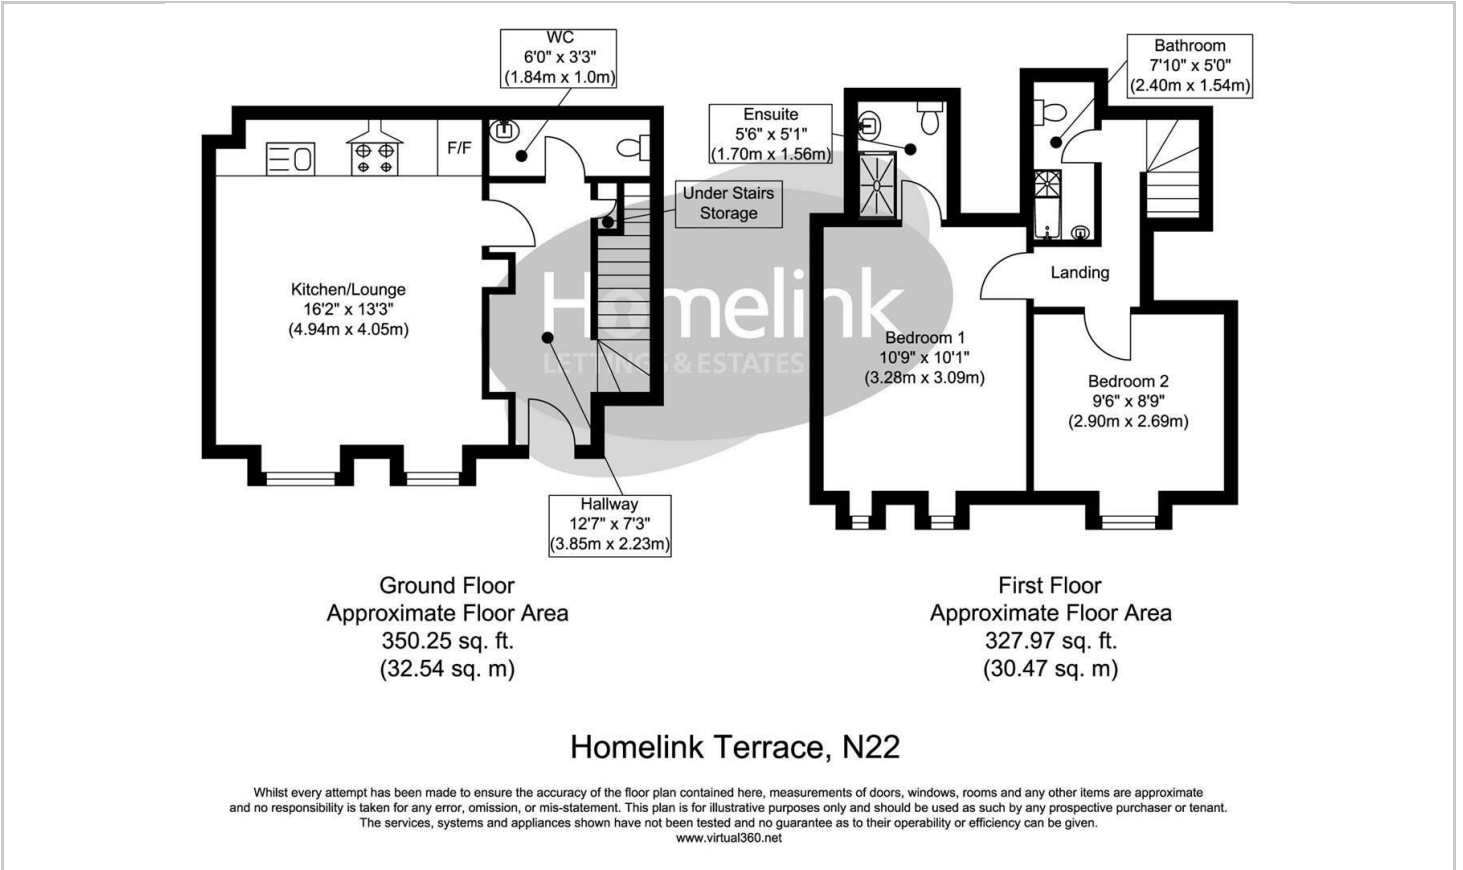 WC
6'0" x 3'3"
(1.84m x 1.0m)
F/F
Under Stairs
Storage
Kitchen/Lounge
16'2" x 13'3"
(4.94m x 4.05m)
Hallway
12'7" x 7'3"
(3.85m x 2.23m)
Homelink
LETTINGS & ESTATES
Ensuite
5'6" x 5'1"
(1.70m x 1.56m)
Bathroom
7'10" x 5'0"
(2.40m x 1.54m)
Landing
Bedroom 1
10'9" x 10'1"
(3.28m x 3.09m)
Bedroom 2
9'6" x 8'9"
(2.90m x 2.69m)
Ground Floor
Approximate Floor Area
350.25 sq. ft.
(32.54 sq. m)
First Floor
Approximate Floor Area
327.97 sq. ft.
(30.47 sq. m)
Homelink Terrace, N22
Whilst every attempt has been made to ensure the accuracy of the floor plan contained here, measurements of doors, windows, rooms and any other items are approximate
and no responsibility is taken for any error, omission, or mis-statement. This plan is for illustrative purposes only and should be used as such by any prospective purchaser or tenant.
The services, systems and appliances shown have not been tested and no guarantee as to their operability or efficiency can be given.
www.virtual360.net